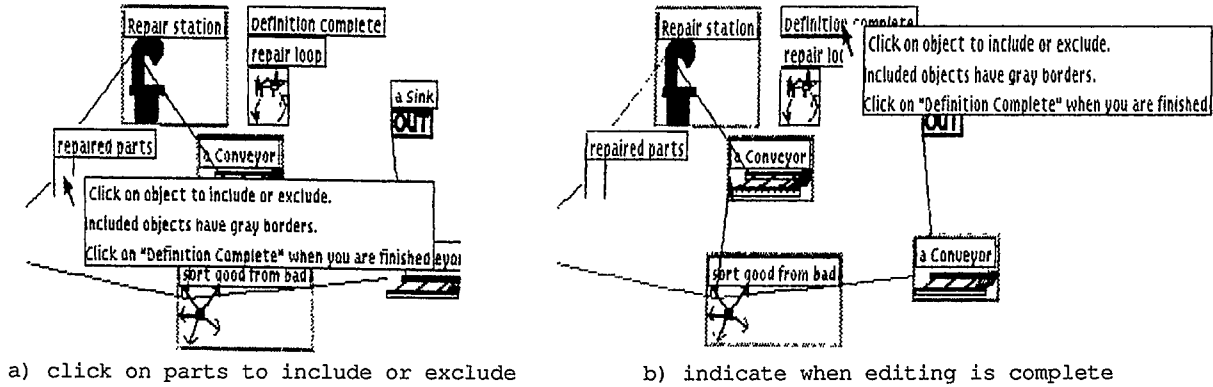 Repair station
Definition complete
repair loop
a Sink
OUT
repaired parts
a Conveyor
Click on object to include or exclude.
Included objects have gray borders.
Click on "Definition Complete" when you are finished
eyor
sort good from bad
a) click on parts to include or exclude
Repair station
Definition complete
repair loo
Click on object to include or exclude.
Included objects have gray borders.
Click on "Definition Complete" when you are finished
OUT
repaired parts
a Conveyor
a Conveyor
sort good from bad
b) indicate when editing is complete